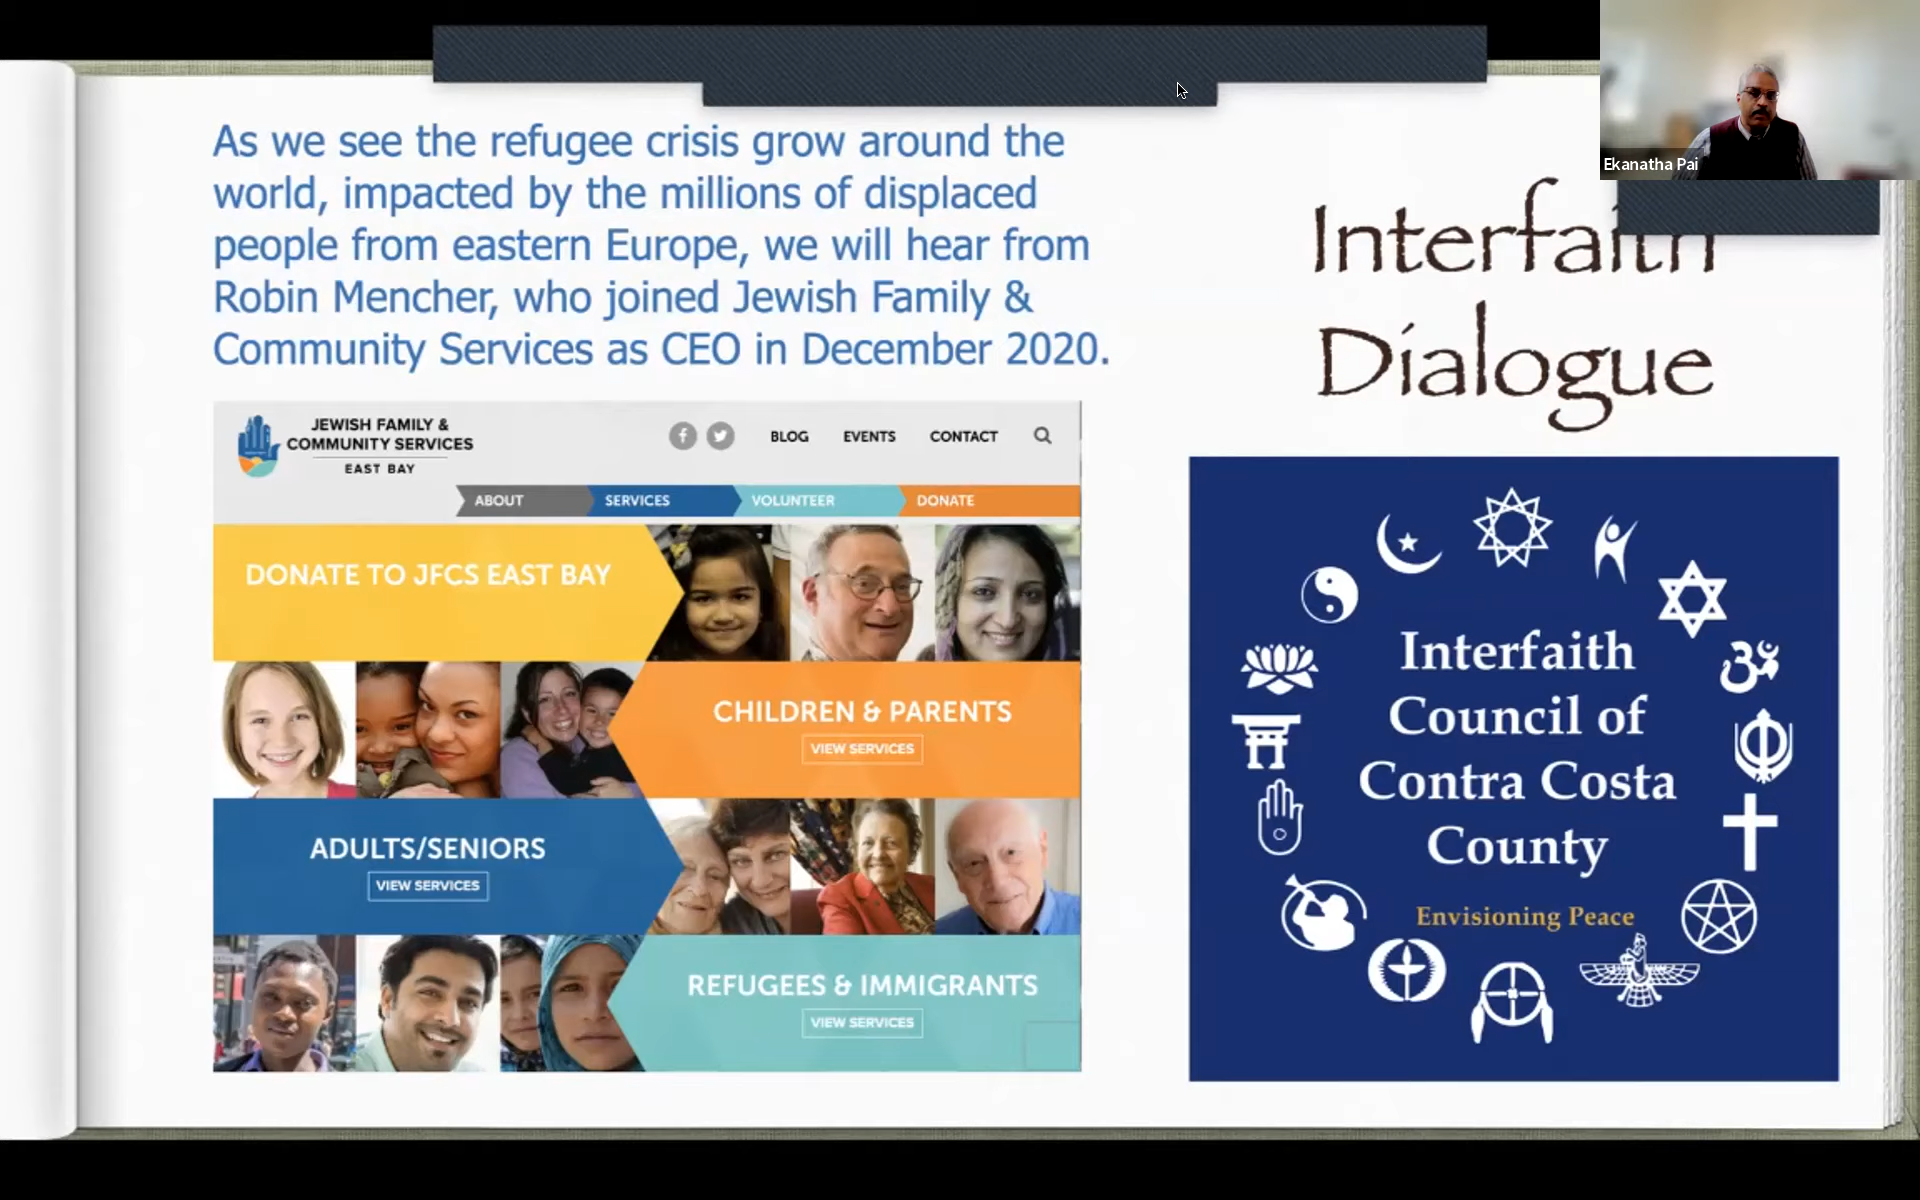 As we see the refugee crisis grow around the
world, impacted by the millions of displaced
people from eastern Europe, we will hear from
Robin Mencher, who joined Jewish Family &
Community Services as CEO in December 2020.
JEWISH FAMILY &
COMMUNITY SERVICES
EAST BAY
BLOG EVENTS CONTACT
ABOUT SERVICES VOLUNTEER DONATE
DONATE TO JFCS EAST BAY
CHILDREN & PARENTS
VIEW SERVICES
ADULTS/SENIORS
VIEW SERVICES
REFUGEES & IMMIGRANTS
VIEW SERVICES
Ekanatha Pai
Interfaith
Dialogue
Interfaith
Council of
Contra Costa
County
Envisioning Peace